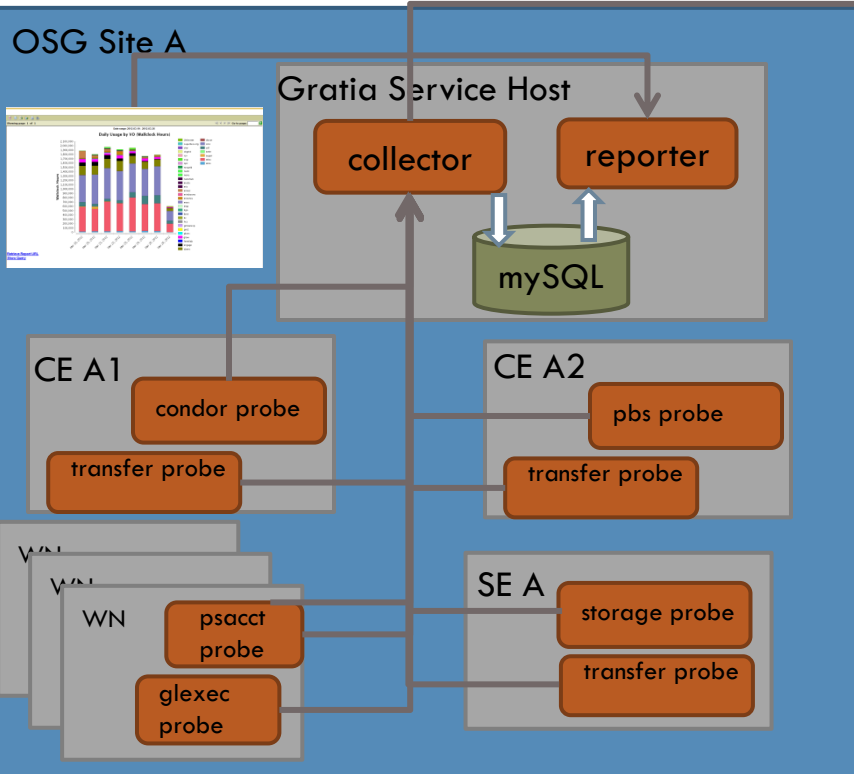 OSG Site A
Gratia Service Host
Daily Usage by VO (Wallclock Hours)
collector
reporter
mySQL
CE A1
condor probe
transfer probe
CE A2
pbs probe
transfer probe
WN
WN
WN
psacct
probe
glexec
probe
SE A
storage probe
transfer probe